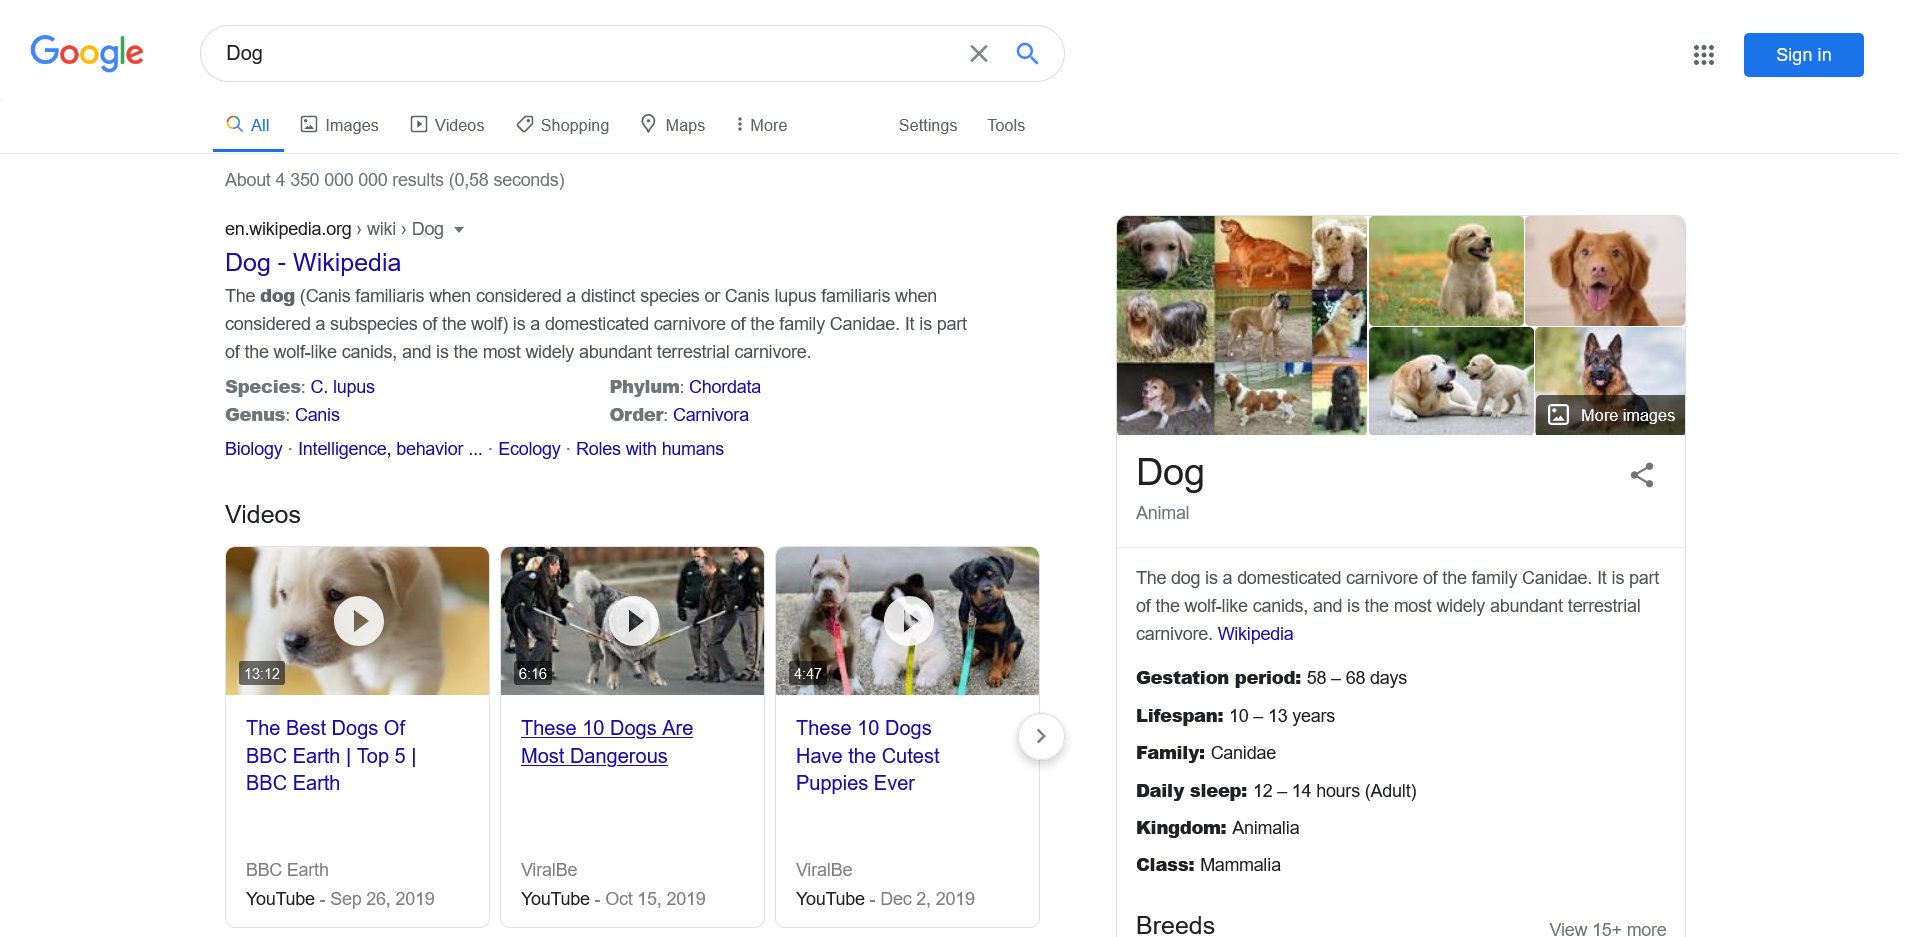 Google
Dog
Sign in
All
Images
Videos
Shopping
Maps
More
Settings
Tools
About 4 350 000 000 results (0,58 seconds)
en.wikipedia.org › wiki › Dog
Dog - Wikipedia
The dog (Canis familiaris when considered a distinct species or Canis lupus familiaris when
considered a subspecies of the wolf) is a domesticated carnivore of the family Canidae. It is part
of the wolf-like canids, and is the most widely abundant terrestrial carnivore.
Species: C. lupus
Phylum: Chordata
Genus: Canis
Order: Carnivora
Biology · Intelligence, behavior ... · Ecology · Roles with humans
Videos
13:12
The Best Dogs Of
BBC Earth | Top 5 |
BBC Earth
BBC Earth
YouTube - Sep 26, 2019
6:16
These 10 Dogs Are
Most Dangerous
ViralBe
YouTube - Oct 15, 2019
4:47
These 10 Dogs
Have the Cutest
Puppies Ever
ViralBe
YouTube - Dec 2, 2019
More images
Dog
Animal
The dog is a domesticated carnivore of the family Canidae. It is part
of the wolf-like canids, and is the most widely abundant terrestrial
carnivore. Wikipedia
Gestation period: 58 – 68 days
Lifespan: 10 – 13 years
Family: Canidae
Daily sleep: 12 – 14 hours (Adult)
Kingdom: Animalia
Class: Mammalia
Breeds
View 15+ more